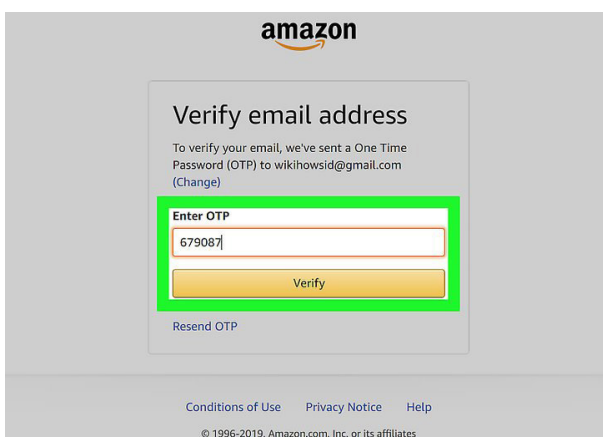 amazon
Verify email address
To verify your email, we've sent a One Time
Password (OTP) to wikihowsid@gmail.com
(Change)
Enter OTP
679087
Verify
Resend OTP
Conditions of Use Privacy Notice Help
© 1996-2019, Amazon.com, Inc. or its affiliates